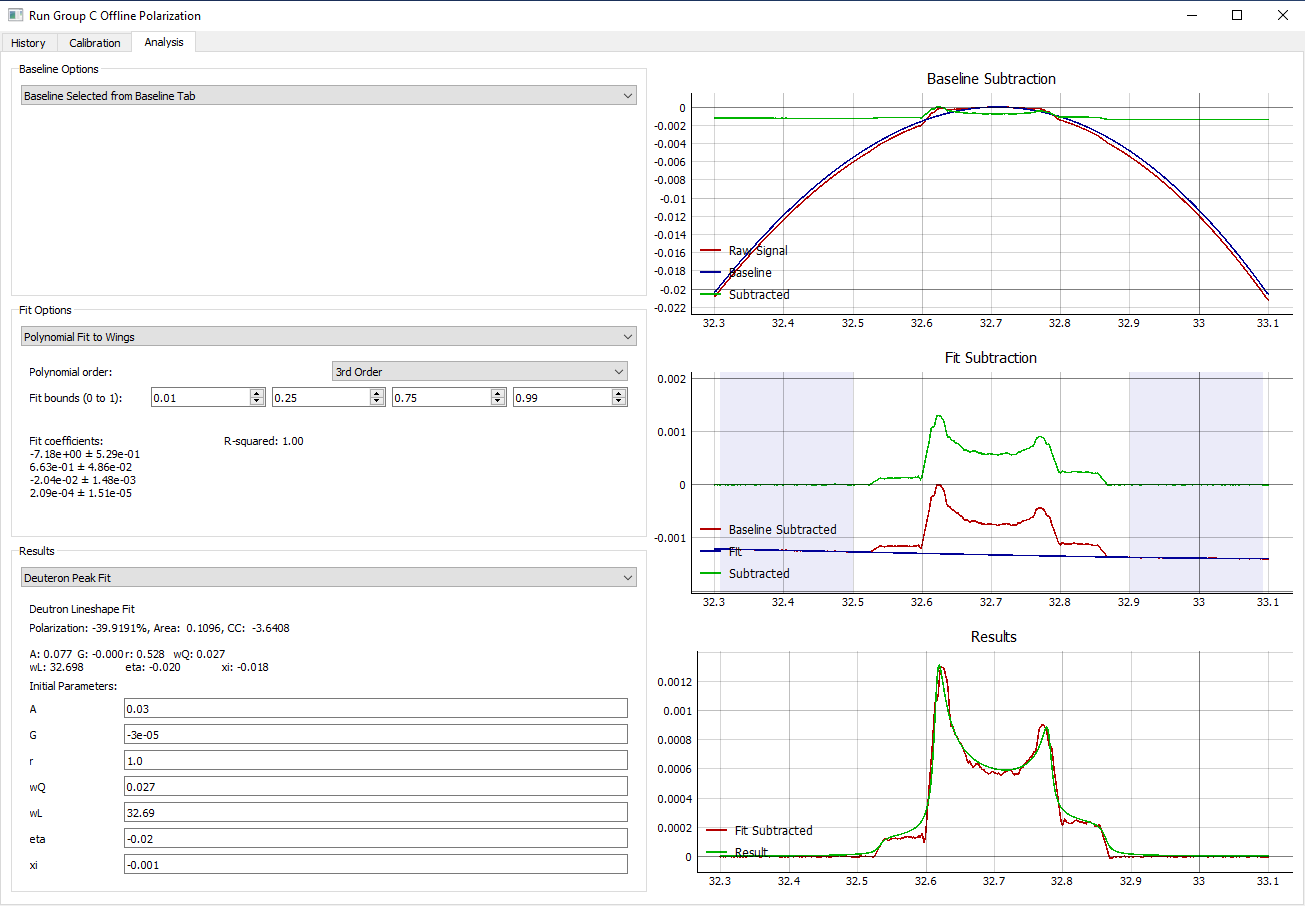 Run Group C Offline Polarization
History Calibration Analysis
Baseline Options
Baseline Selected from Baseline Tab
Fit Options
Polynomial Fit to Wings
Polynomial order: 3rd Order
Fit bounds (0 to 1): 0.01 0.25 0.75 0.99
Fit coefficients: R-squared: 1.00
-7.18e+00 ± 5.29e-01
6.63e-01 ± 4.86e-02
-2.04e-02 ± 1.48e-03
2.09e-04 ± 1.51e-05
Results
Deuteron Peak Fit
Deutron Lineshape Fit
Polarization: -39.9191%, Area: 0.1096, CC: -3.6408
A: 0.077 G: -0.000r: 0.528 wQ: 0.027
wL: 32.698 eta: -0.020 xi: -0.018
Initial Parameters:
A 0.03
G -3e-05
r 1.0
wQ 0.027
wL 32.69
eta -0.02
xi -0.001
Baseline Subtraction
0
-0.002
-0.004
-0.006
-0.008
-0.01
-0.012
-0.014
-0.016
-0.018
-0.02
-0.022
Raw Signal
Baseline
Subtracted
32.3 32.4 32.5 32.6 32.7 32.8 32.9 33 33.1
Fit Subtraction
0.002
0.001
0
-0.001
Baseline Subtracted
Fit
Subtracted
32.3 32.4 32.5 32.6 32.7 32.8 32.9 33 33.1
Results
0.0012
0.001
0.0008
0.0006
0.0004
0.0002
0
Fit Subtracted
Result
32.3 32.4 32.5 32.6 32.7 32.8 32.9 33 33.1